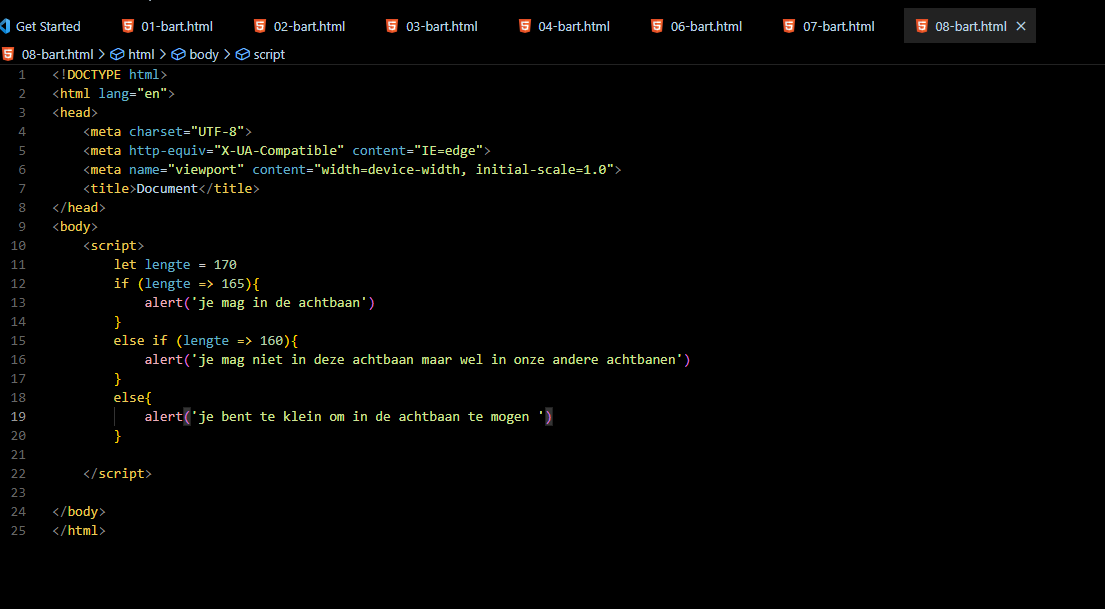 Get Started 01-bart.html 02-bart.html 03-bart.html 04-bart.html 06-bart.html 07-bart.html 08-bart.html ×
08-bart.html > html > body > script
1 <!DOCTYPE html>
2 <html lang="en">
3 <head>
4     <meta charset="UTF-8">
5     <meta http-equiv="X-UA-Compatible" content="IE=edge">
6     <meta name="viewport" content="width=device-width, initial-scale=1.0">
7     <title>Document</title>
8 </head>
9 <body>
10     <script>
11         let lengte = 170
12         if (lengte => 165){
13             alert('je mag in de achtbaan')
14         }
15         else if (lengte => 160){
16             alert('je mag niet in deze achtbaan maar wel in onze andere achtbanen')
17         }
18         else{
19             alert('je bent te klein om in de achtbaan te mogen ')
20         }
21
22     </script>
23
24 </body>
25 </html>